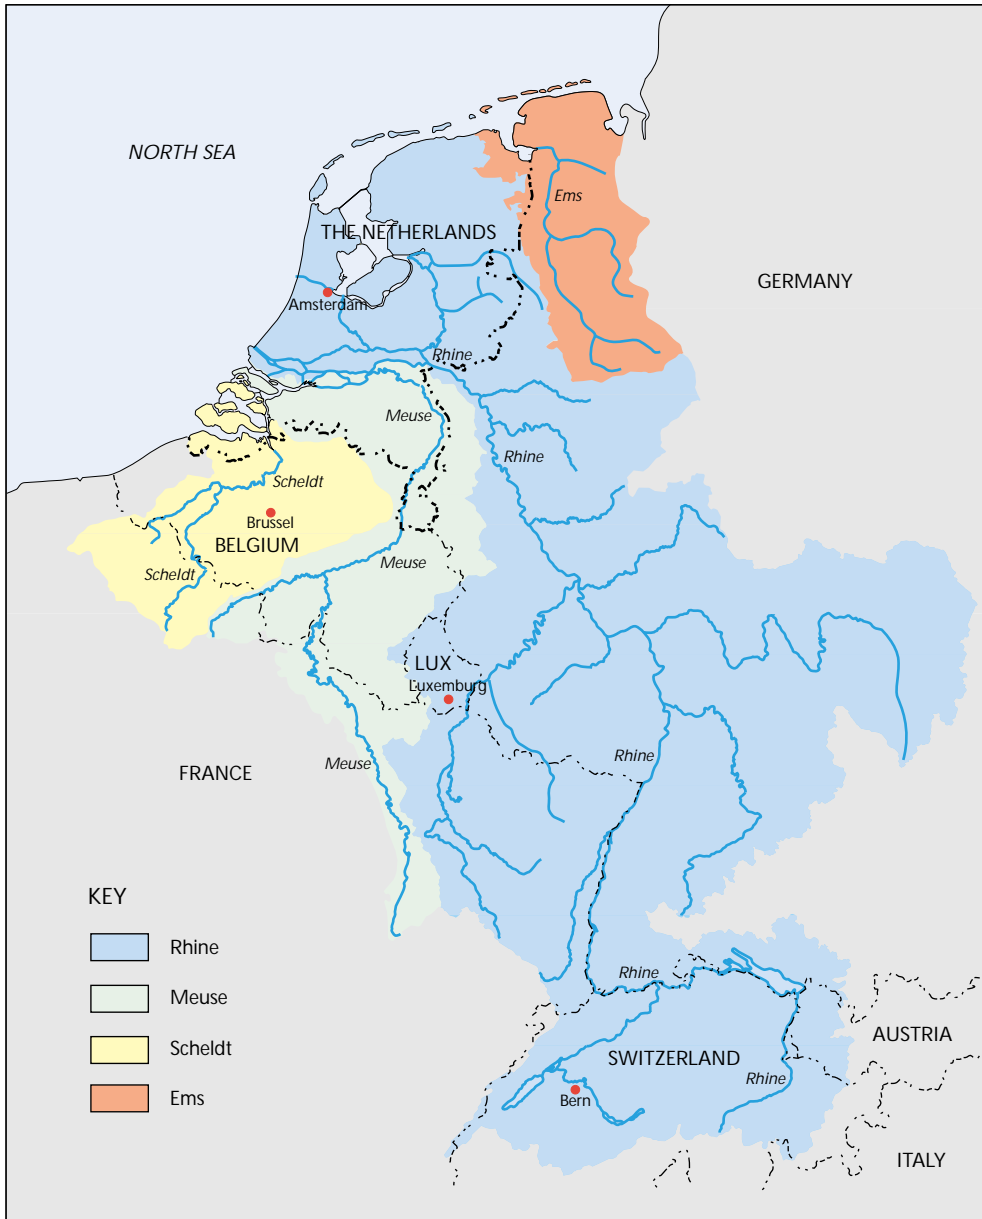 NORTH SEA
Ems
THE NETHERLANDS
GERMANY
Amsterdam
Rhine
Meuse
Rhine
Scheldt
Brussel
BELGIUM
Meuse
Scheldt
LUX
Luxemburg
Rhine
Meuse
FRANCE
KEY
Rhine
Meuse
Scheldt
Ems
Rhine
AUSTRIA
SWITZERLAND
Rhine
Bern
ITALY